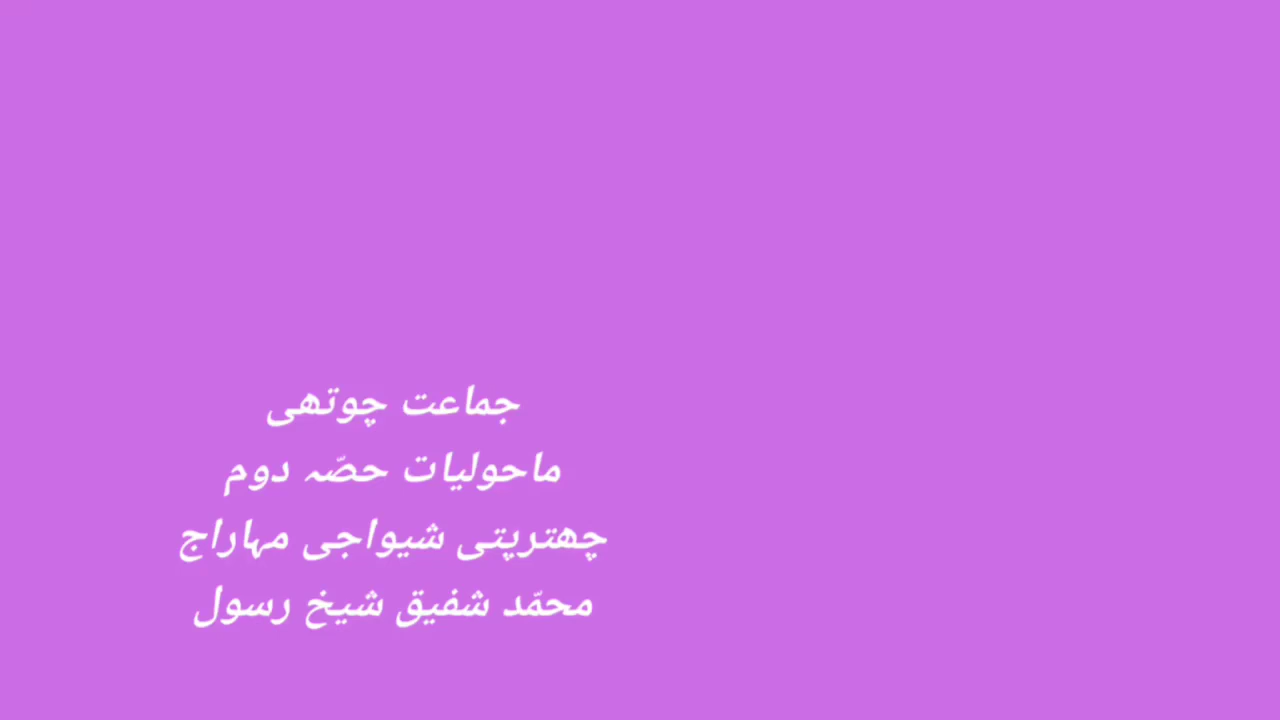 جماعت چوتھی
ماحولیات حصّہ دوم
چھترپتی شیواجی مہاراج
محمّد شفیق شیخ رسول